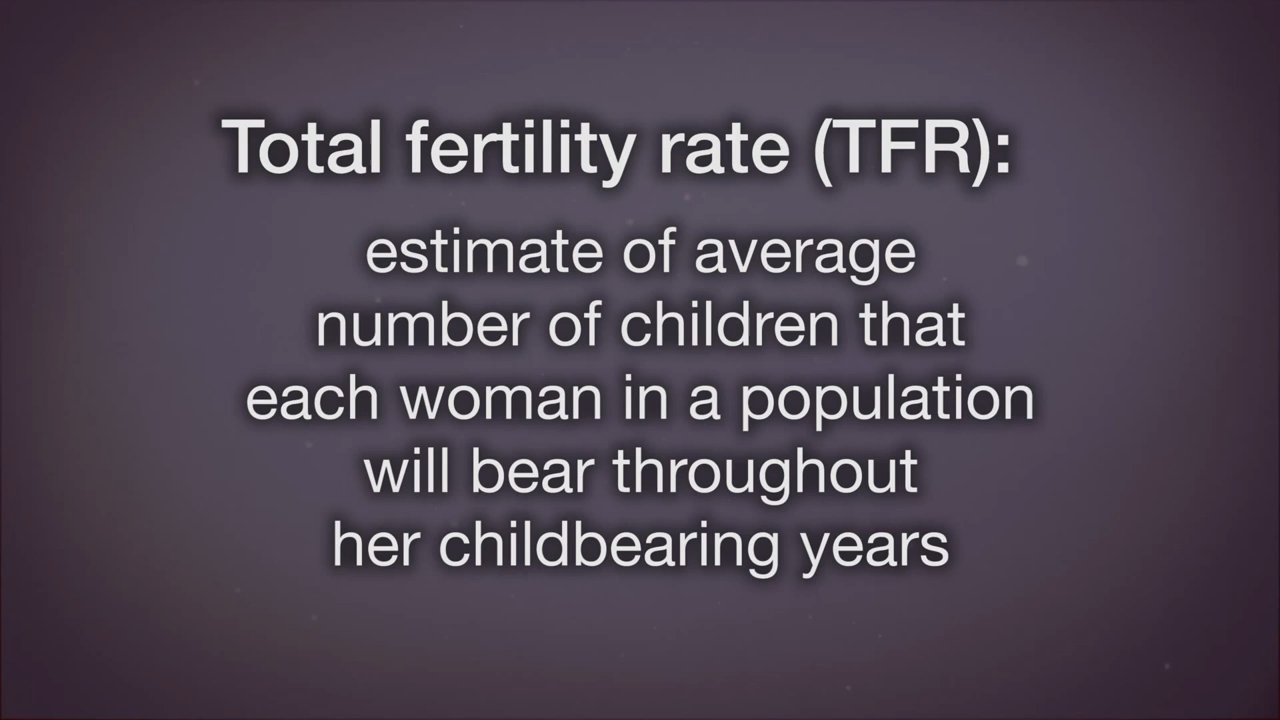 Total fertility rate (TFR):
estimate of average
number of children that
each woman in a population
will bear throughout
her childbearing years